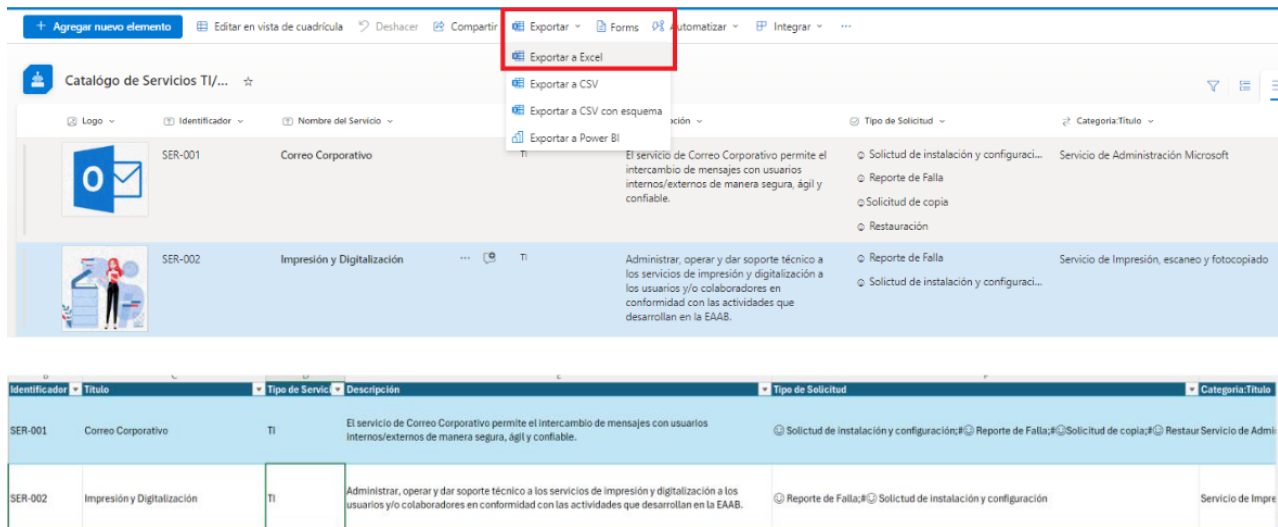 + Agregar nuevo elemento Editar en vista de cuadrícula Deshacer Compartir Exportar Forms Automatizar Integrar ...
Exportar a Excel
Exportar a CSV
Exportar a CSV con esquema
Exportar a Power BI
Catalógo de Servicios TI/...
Logo Identificador Nombre del Servicio pción Tipo de Solicitud Categoria:Título
SER-001 Correo Corporativo TI El servicio de Correo Corporativo permite el
intercambio de mensajes con usuarios
internos/externos de manera segura, ágil y
confiable.
☺ Solictud de instalación y configuraci... Servicio de Administración Microsoft
☺ Reporte de Falla
☺Solicitud de copia
☺ Restauración
SER-002 Impresión y Digitalización ... TI Administrar, operar y dar soporte técnico a
los servicios de impresión y digitalización a
los usuarios y/o colaboradores en
conformidad con las actividades que
desarrollan en la EAAB.
☺ Reporte de Falla Servicio de Impresión, escaneo y fotocopiado
☺ Solictud de instalación y configuraci...
Identificador Título Tipo de Servici Descripción Tipo de Solicitud Categoria:Título
SER-001 Correo Corporativo TI El servicio de Correo Corporativo permite el intercambio de mensajes con usuarios
internos/externos de manera segura, ágil y confiable.
☺ Solictud de instalación y configuración;#☺ Reporte de Falla;#☺Solicitud de copia;#☺ Restaur Servicio de Admi
SER-002 Impresión y Digitalización TI Administrar, operar y dar soporte técnico a los servicios de impresión y digitalización a los
usuarios y/o colaboradores en conformidad con las actividades que desarrollan en la EAAB.
☺ Reporte de Falla;#☺ Solictud de instalación y configuración Servicio de Impre